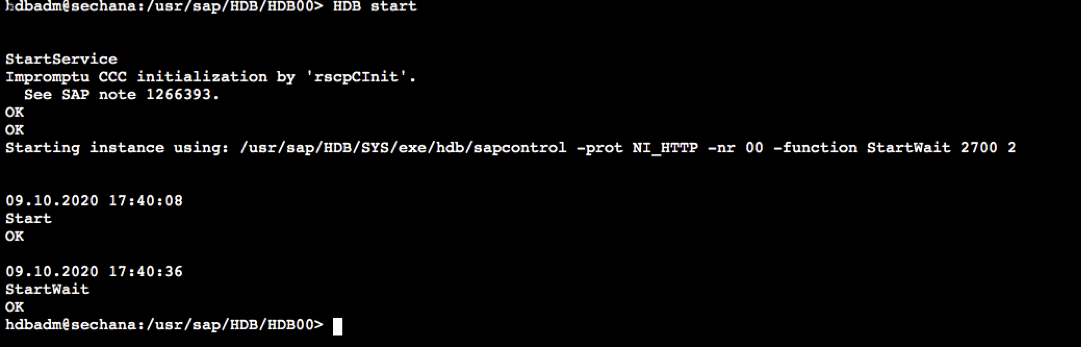 hdbadm@sechana:/usr/sap/HDB/HDB00> HDB start
StartService
Impromptu CCC initialization by 'rscpCInit'.
  See SAP note 1266393.
OK
OK
Starting instance using: /usr/sap/HDB/SYS/exe/hdb/sapcontrol -prot NI_HTTP -nr 00 -function StartWait 2700 2
09.10.2020 17:40:08
Start
OK
09.10.2020 17:40:36
StartWait
OK
hdbadm@sechana:/usr/sap/HDB/HDB00>